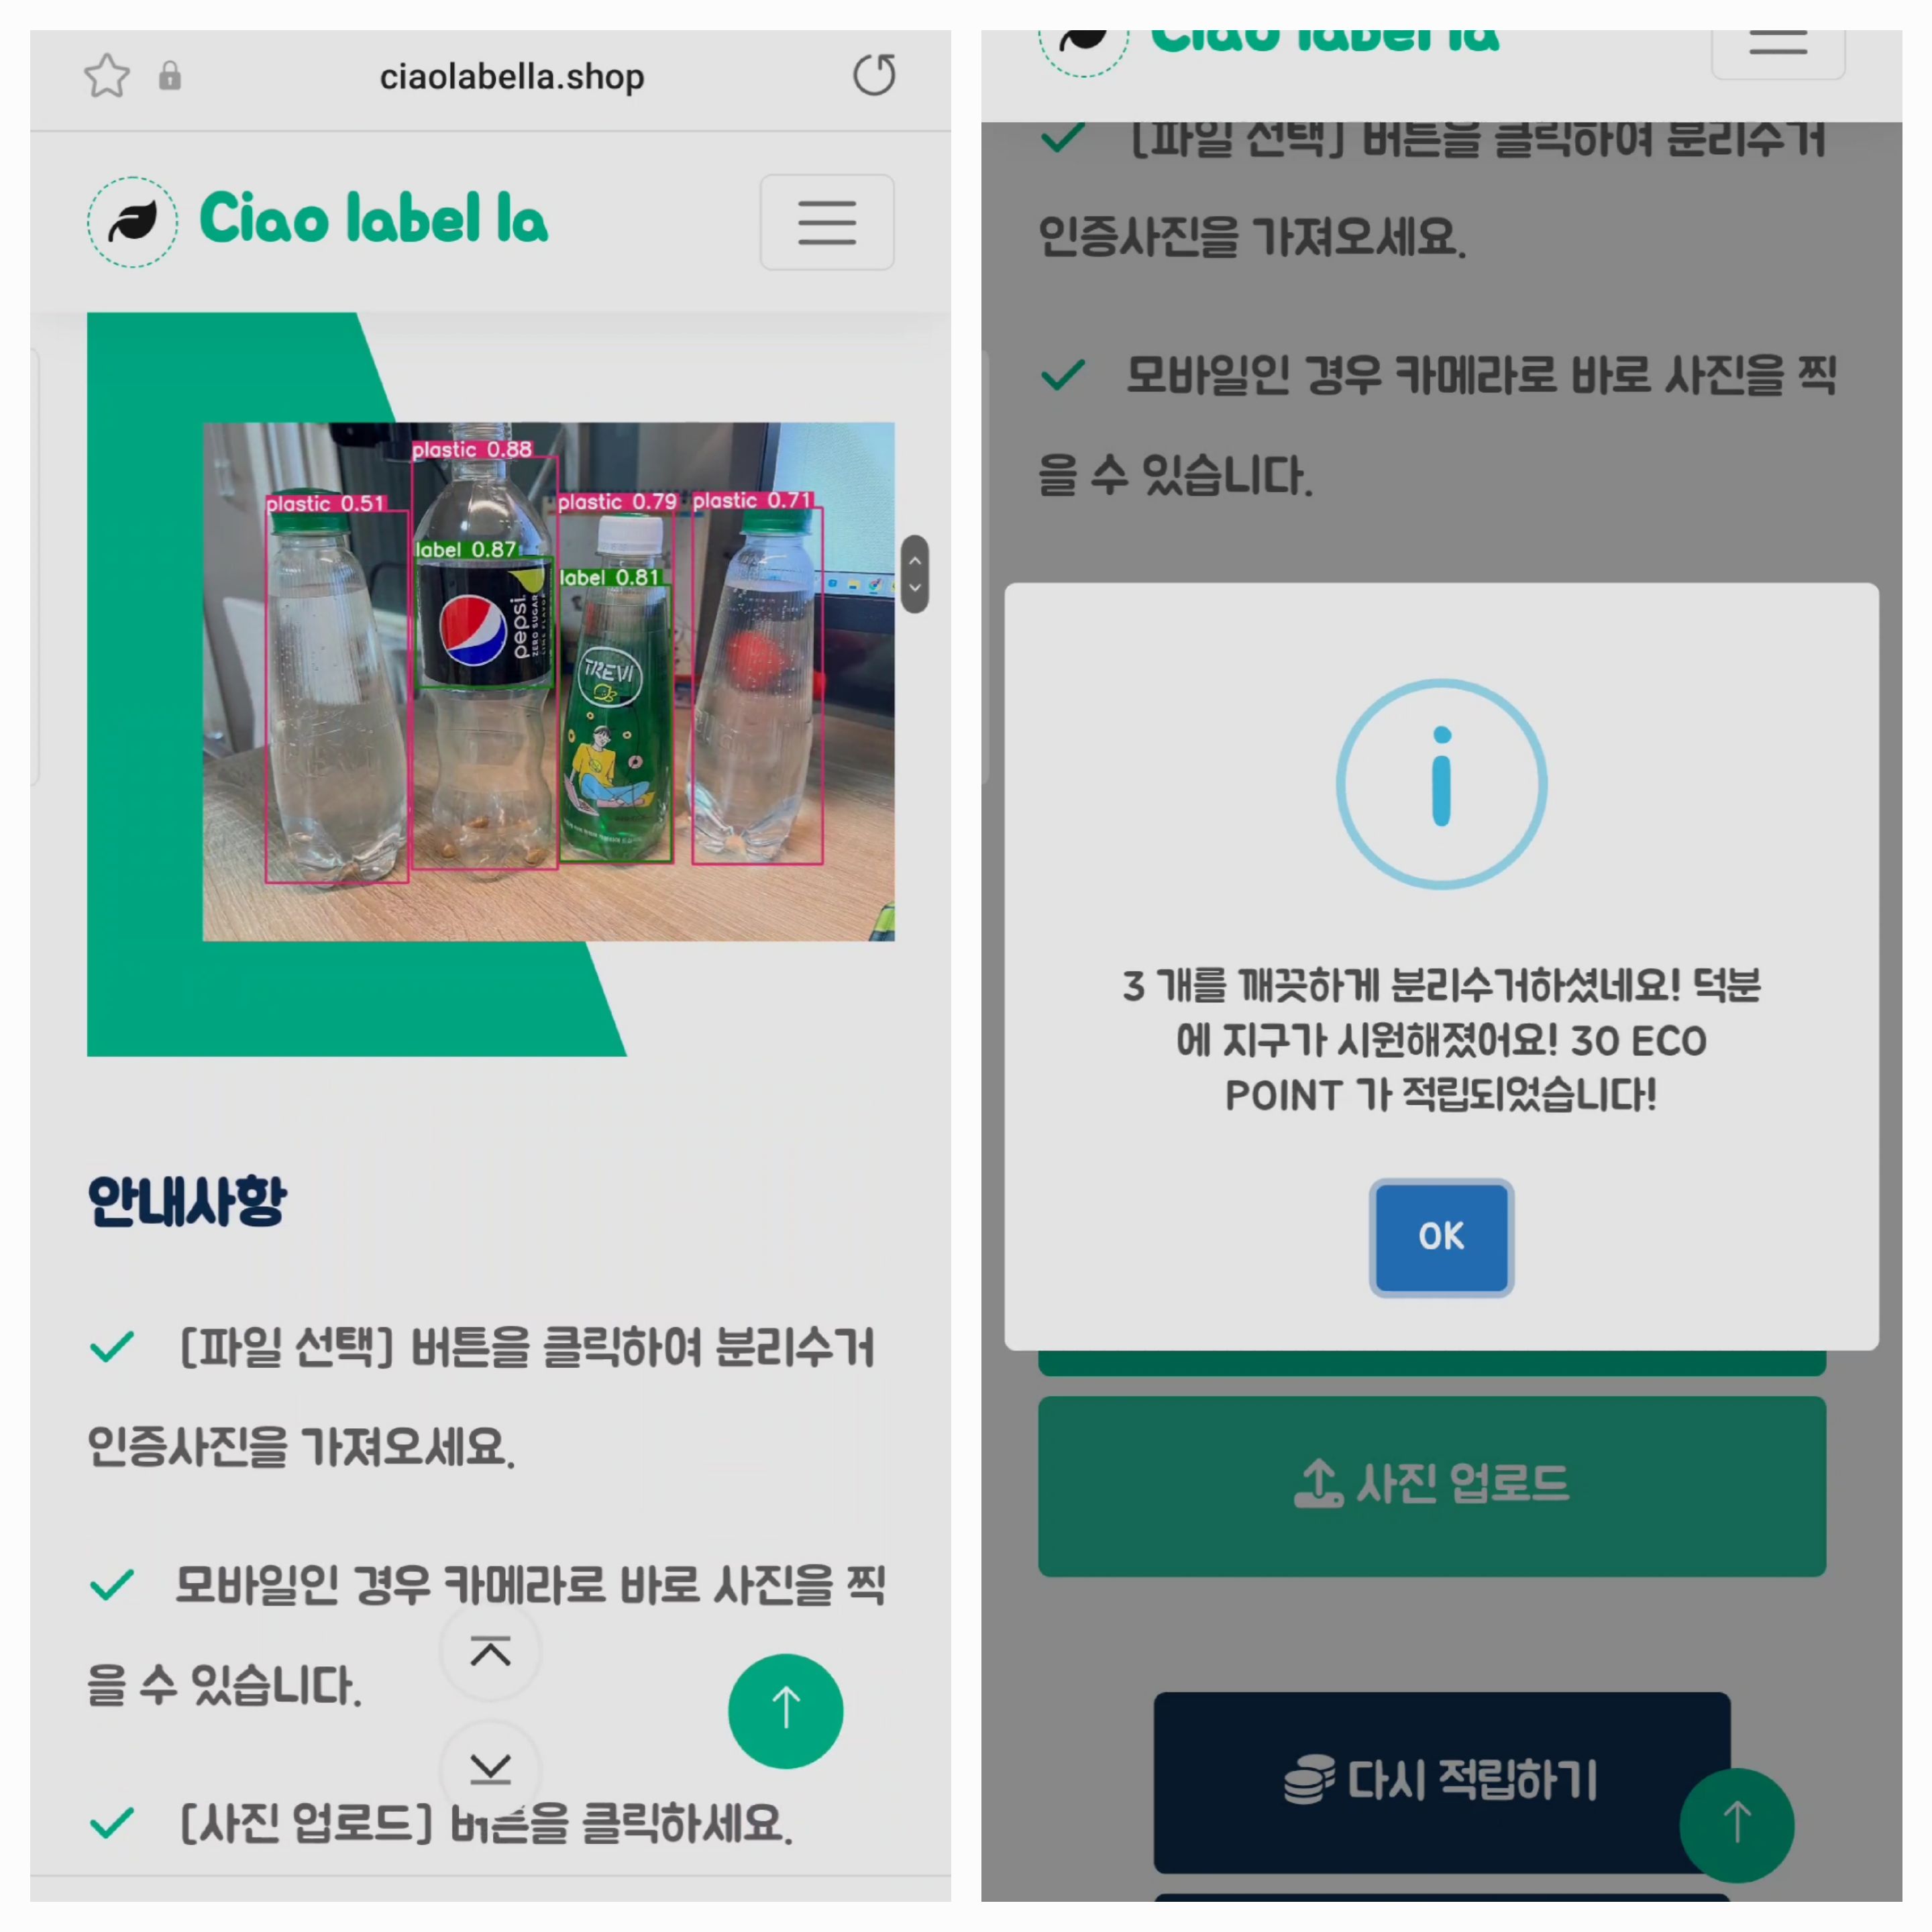 ciaolabella.shop
Ciao label la
plastic 0.88
plastic 0.51
plastic 0.79
plastic 0.71
label 0.87
label 0.81
pepsi
ZERO SUGAR
TREVI
안내사항
[파일 선택] 버튼을 클릭하여 분리수거
인증사진을 가져오세요.
모바일인 경우 카메라로 바로 사진을 찍
을 수 있습니다.
[사진 업로드] 버튼을 클릭하세요.
Ciao label la
[파일 선택] 버튼을 클릭하여 분리수거
인증사진을 가져오세요.
모바일인 경우 카메라로 바로 사진을 찍
을 수 있습니다.
3 개를 깨끗하게 분리수거하셨네요! 덕분
에 지구가 시원해졌어요! 30 ECO
POINT 가 적립되었습니다!
OK
사진 업로드
다시 적립하기